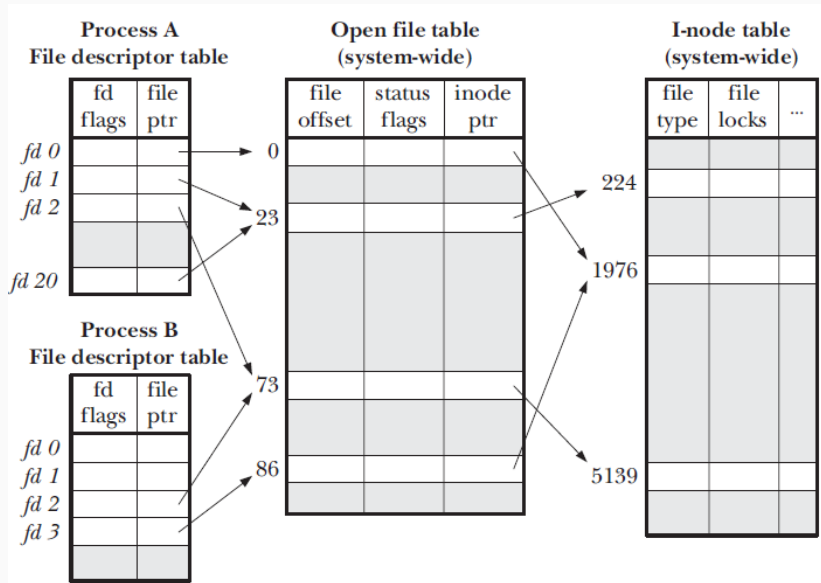 Process A
File descriptor table
fd
flags
file
ptr
fd 0
fd 1
fd 2
fd 20
Process B
File descriptor table
fd
flags
file
ptr
fd 0
fd 1
fd 2
fd 3
Open file table
(system-wide)
file
offset
status
flags
inode
ptr
0
23
73
86
I-node table
(system-wide)
file
type
file
locks
...
224
1976
5139